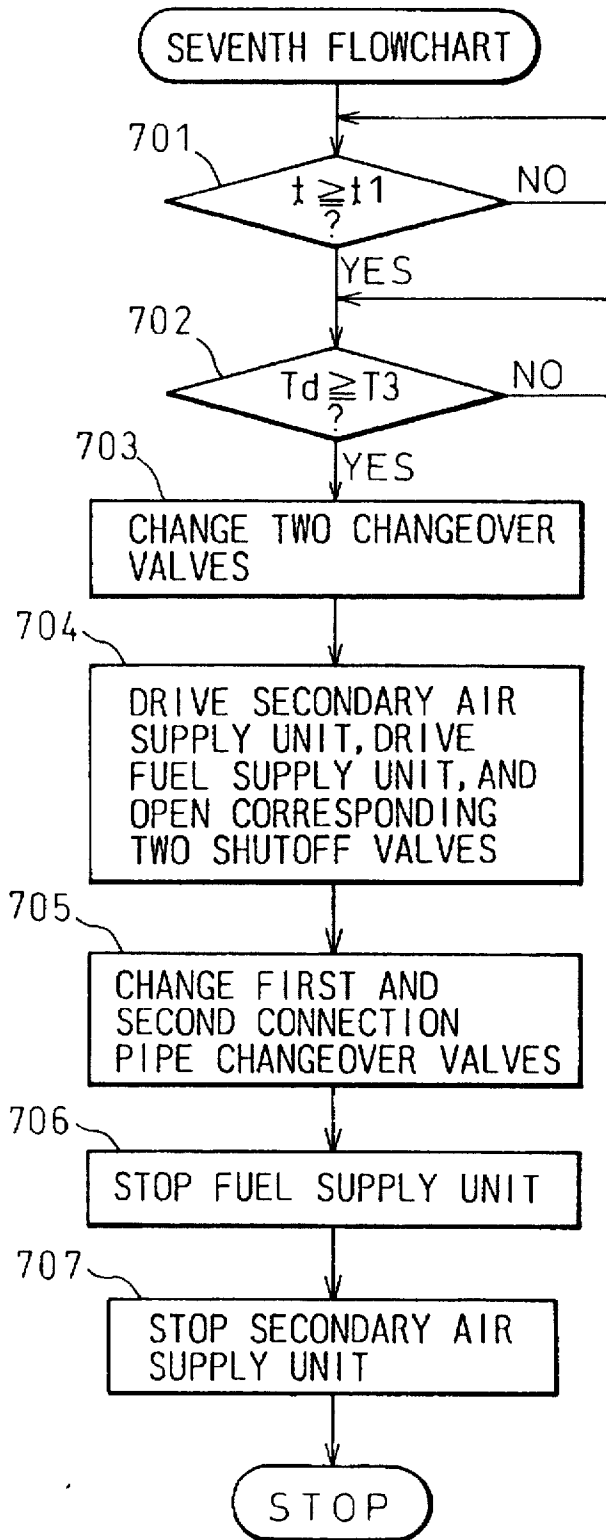 SEVENTH FLOWCHART
701
t ≧ t1
?
NO
YES
702
Td ≧ T3
?
NO
YES
703
CHANGE TWO CHANGEOVER
VALVES
704
DRIVE SECONDARY AIR
SUPPLY UNIT, DRIVE
FUEL SUPPLY UNIT, AND
OPEN CORRESPONDING
TWO SHUTOFF VALVES
705
CHANGE FIRST AND
SECOND CONNECTION
PIPE CHANGEOVER VALVES
706
STOP FUEL SUPPLY UNIT
707
STOP SECONDARY AIR
SUPPLY UNIT
STOP